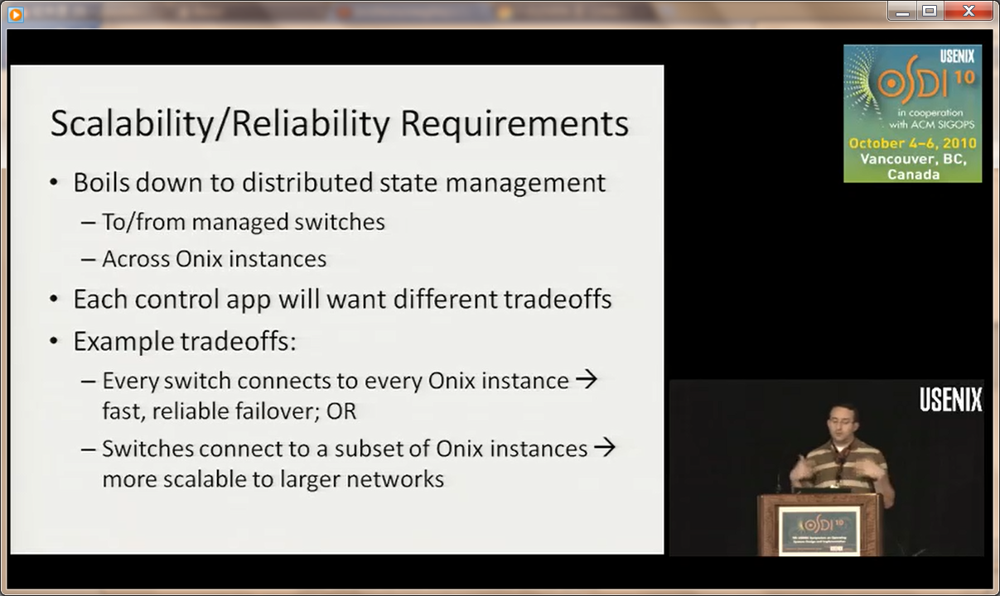 Scalability/Reliability Requirements
• Boils down to distributed state management
– To/from managed switches
– Across Onix instances
• Each control app will want different tradeoffs
• Example tradeoffs:
– Every switch connects to every Onix instance →
fast, reliable failover; OR
– Switches connect to a subset of Onix instances →
more scalable to larger networks
USENIX
OSDI 10
in cooperation
with ACM SIGOPS
October 4–6, 2010
Vancouver, BC,
Canada
USENIX
OSDI 10